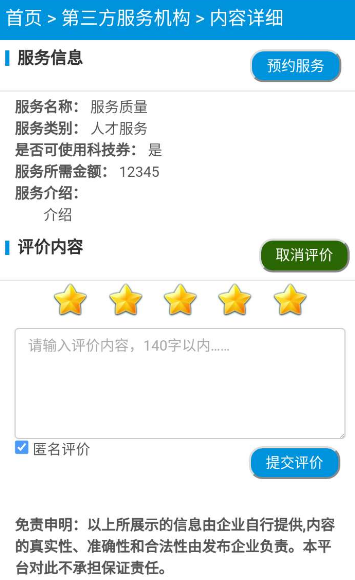 首页 > 第三方服务机构 > 内容详细
服务信息
预约服务
服务名称： 服务质量
服务类别： 人才服务
是否可使用科技券： 是
服务所需金额： 12345
服务介绍：
介绍
评价内容
取消评价
请输入评价内容，140字以内……
匿名评价
提交评价
免责申明：以上所展示的信息由企业自行提供,内容
的真实性、准确性和合法性由发布企业负责。本平
台对此不承担保证责任。